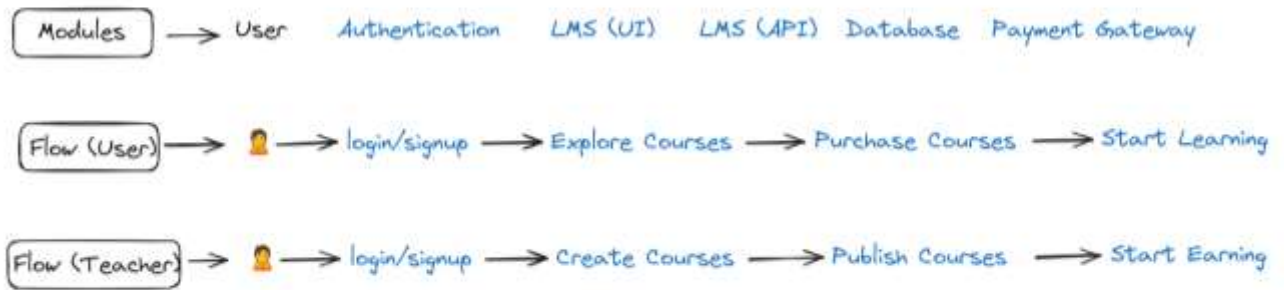 Modules User Authentication LMS (UI) LMS (API) Database Payment Gateway
Flow (User) login/signup Explore Courses Purchase Courses Start Learning
Flow (Teacher) login/signup Create Courses Publish Courses Start Earning